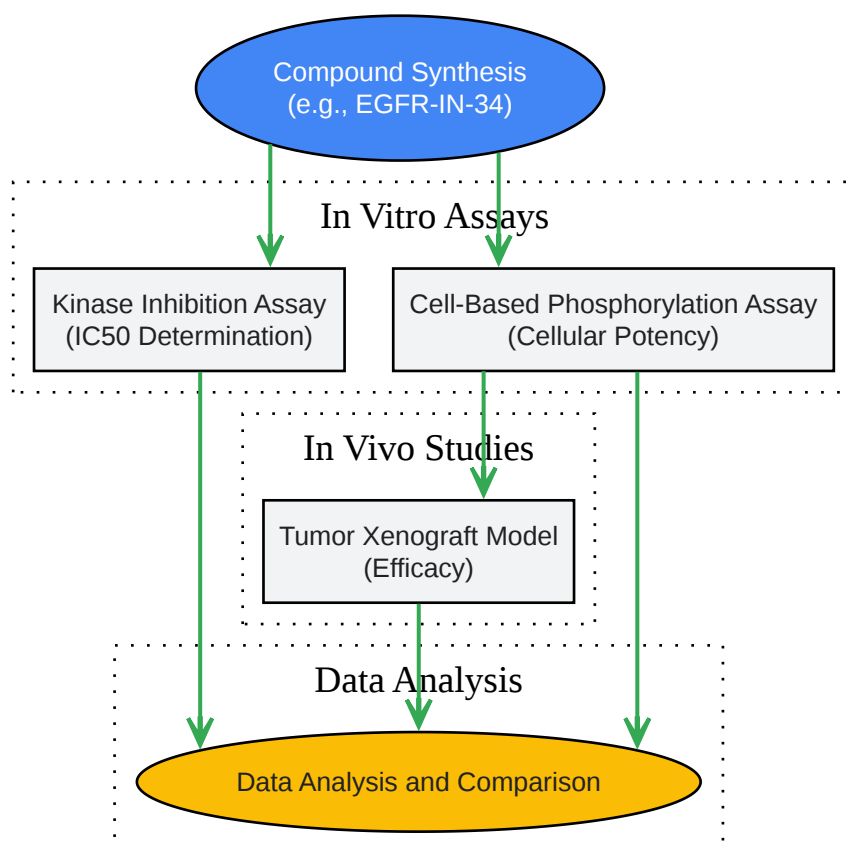 Compound Synthesis
(e.g., EGFR-IN-34)
In Vitro Assays
Kinase Inhibition Assay
(IC50 Determination)
Cell-Based Phosphorylation Assay
(Cellular Potency)
In Vivo Studies
Tumor Xenograft Model
(Efficacy)
Data Analysis
Data Analysis and Comparison